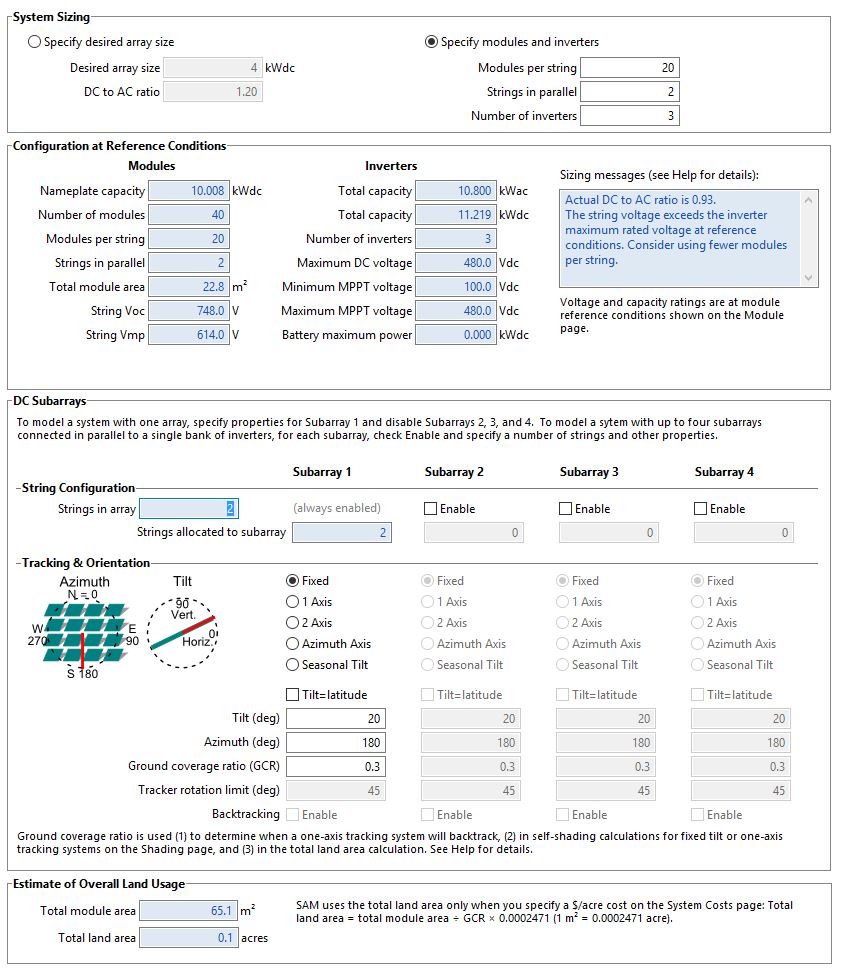 System Sizing
Specify desired array size
Specify modules and inverters
Desired array size 4 kWdc
Modules per string 20
DC to AC ratio 1.20
Strings in parallel 2
Number of inverters 3
Configuration at Reference Conditions
Modules
Inverters
Nameplate capacity 10.008 kWdc
Number of modules 40
Modules per string 20
Strings in parallel 2
Total module area 22.8 m²
String Voc 748.0 V
String Vmp 614.0 V
Total capacity 10.800 kWac
Total capacity 11.219 kWdc
Number of inverters 3
Maximum DC voltage 480.0 Vdc
Minimum MPPT voltage 100.0 Vdc
Maximum MPPT voltage 480.0 Vdc
Battery maximum power 0.000 kWdc
Sizing messages (see Help for details):
Actual DC to AC ratio is 0.93.
The string voltage exceeds the inverter
maximum rated voltage at reference
conditions. Consider using fewer modules
per string.
Voltage and capacity ratings are at module
reference conditions shown on the Module
page.
DC Subarrays
To model a system with one array, specify properties for Subarray 1 and disable Subarrays 2, 3, and 4. To model a sytem with up to four subarrays
connected in parallel to a single bank of inverters, for each subarray, check Enable and specify a number of strings and other properties.
Subarray 1 Subarray 2 Subarray 3 Subarray 4
String Configuration
Strings in array 2 (always enabled) Enable Enable Enable
Strings allocated to subarray 2 0 0 0
Tracking & Orientation
Azimuth
N = 0
W
270
E
90
S 180
Tilt
90
Vert.
0
Horiz.
Fixed Fixed Fixed Fixed
1 Axis 1 Axis 1 Axis 1 Axis
2 Axis 2 Axis 2 Axis 2 Axis
Azimuth Axis Azimuth Axis Azimuth Axis Azimuth Axis
Seasonal Tilt Seasonal Tilt Seasonal Tilt Seasonal Tilt
Tilt=latitude Tilt=latitude Tilt=latitude Tilt=latitude
Tilt (deg) 20 20 20 20
Azimuth (deg) 180 180 180 180
Ground coverage ratio (GCR) 0.3 0.3 0.3 0.3
Tracker rotation limit (deg) 45 45 45 45
Backtracking Enable Enable Enable Enable
Ground coverage ratio is used (1) to determine when a one-axis tracking system will backtrack, (2) in self-shading calculations for fixed tilt or one-axis
tracking systems on the Shading page, and (3) in the total land area calculation. See Help for details.
Estimate of Overall Land Usage
Total module area 65.1 m²
Total land area 0.1 acres
SAM uses the total land area only when you specify a $/acre cost on the System Costs page: Total
land area = total module area ÷ GCR × 0.0002471 (1 m² = 0.0002471 acre).